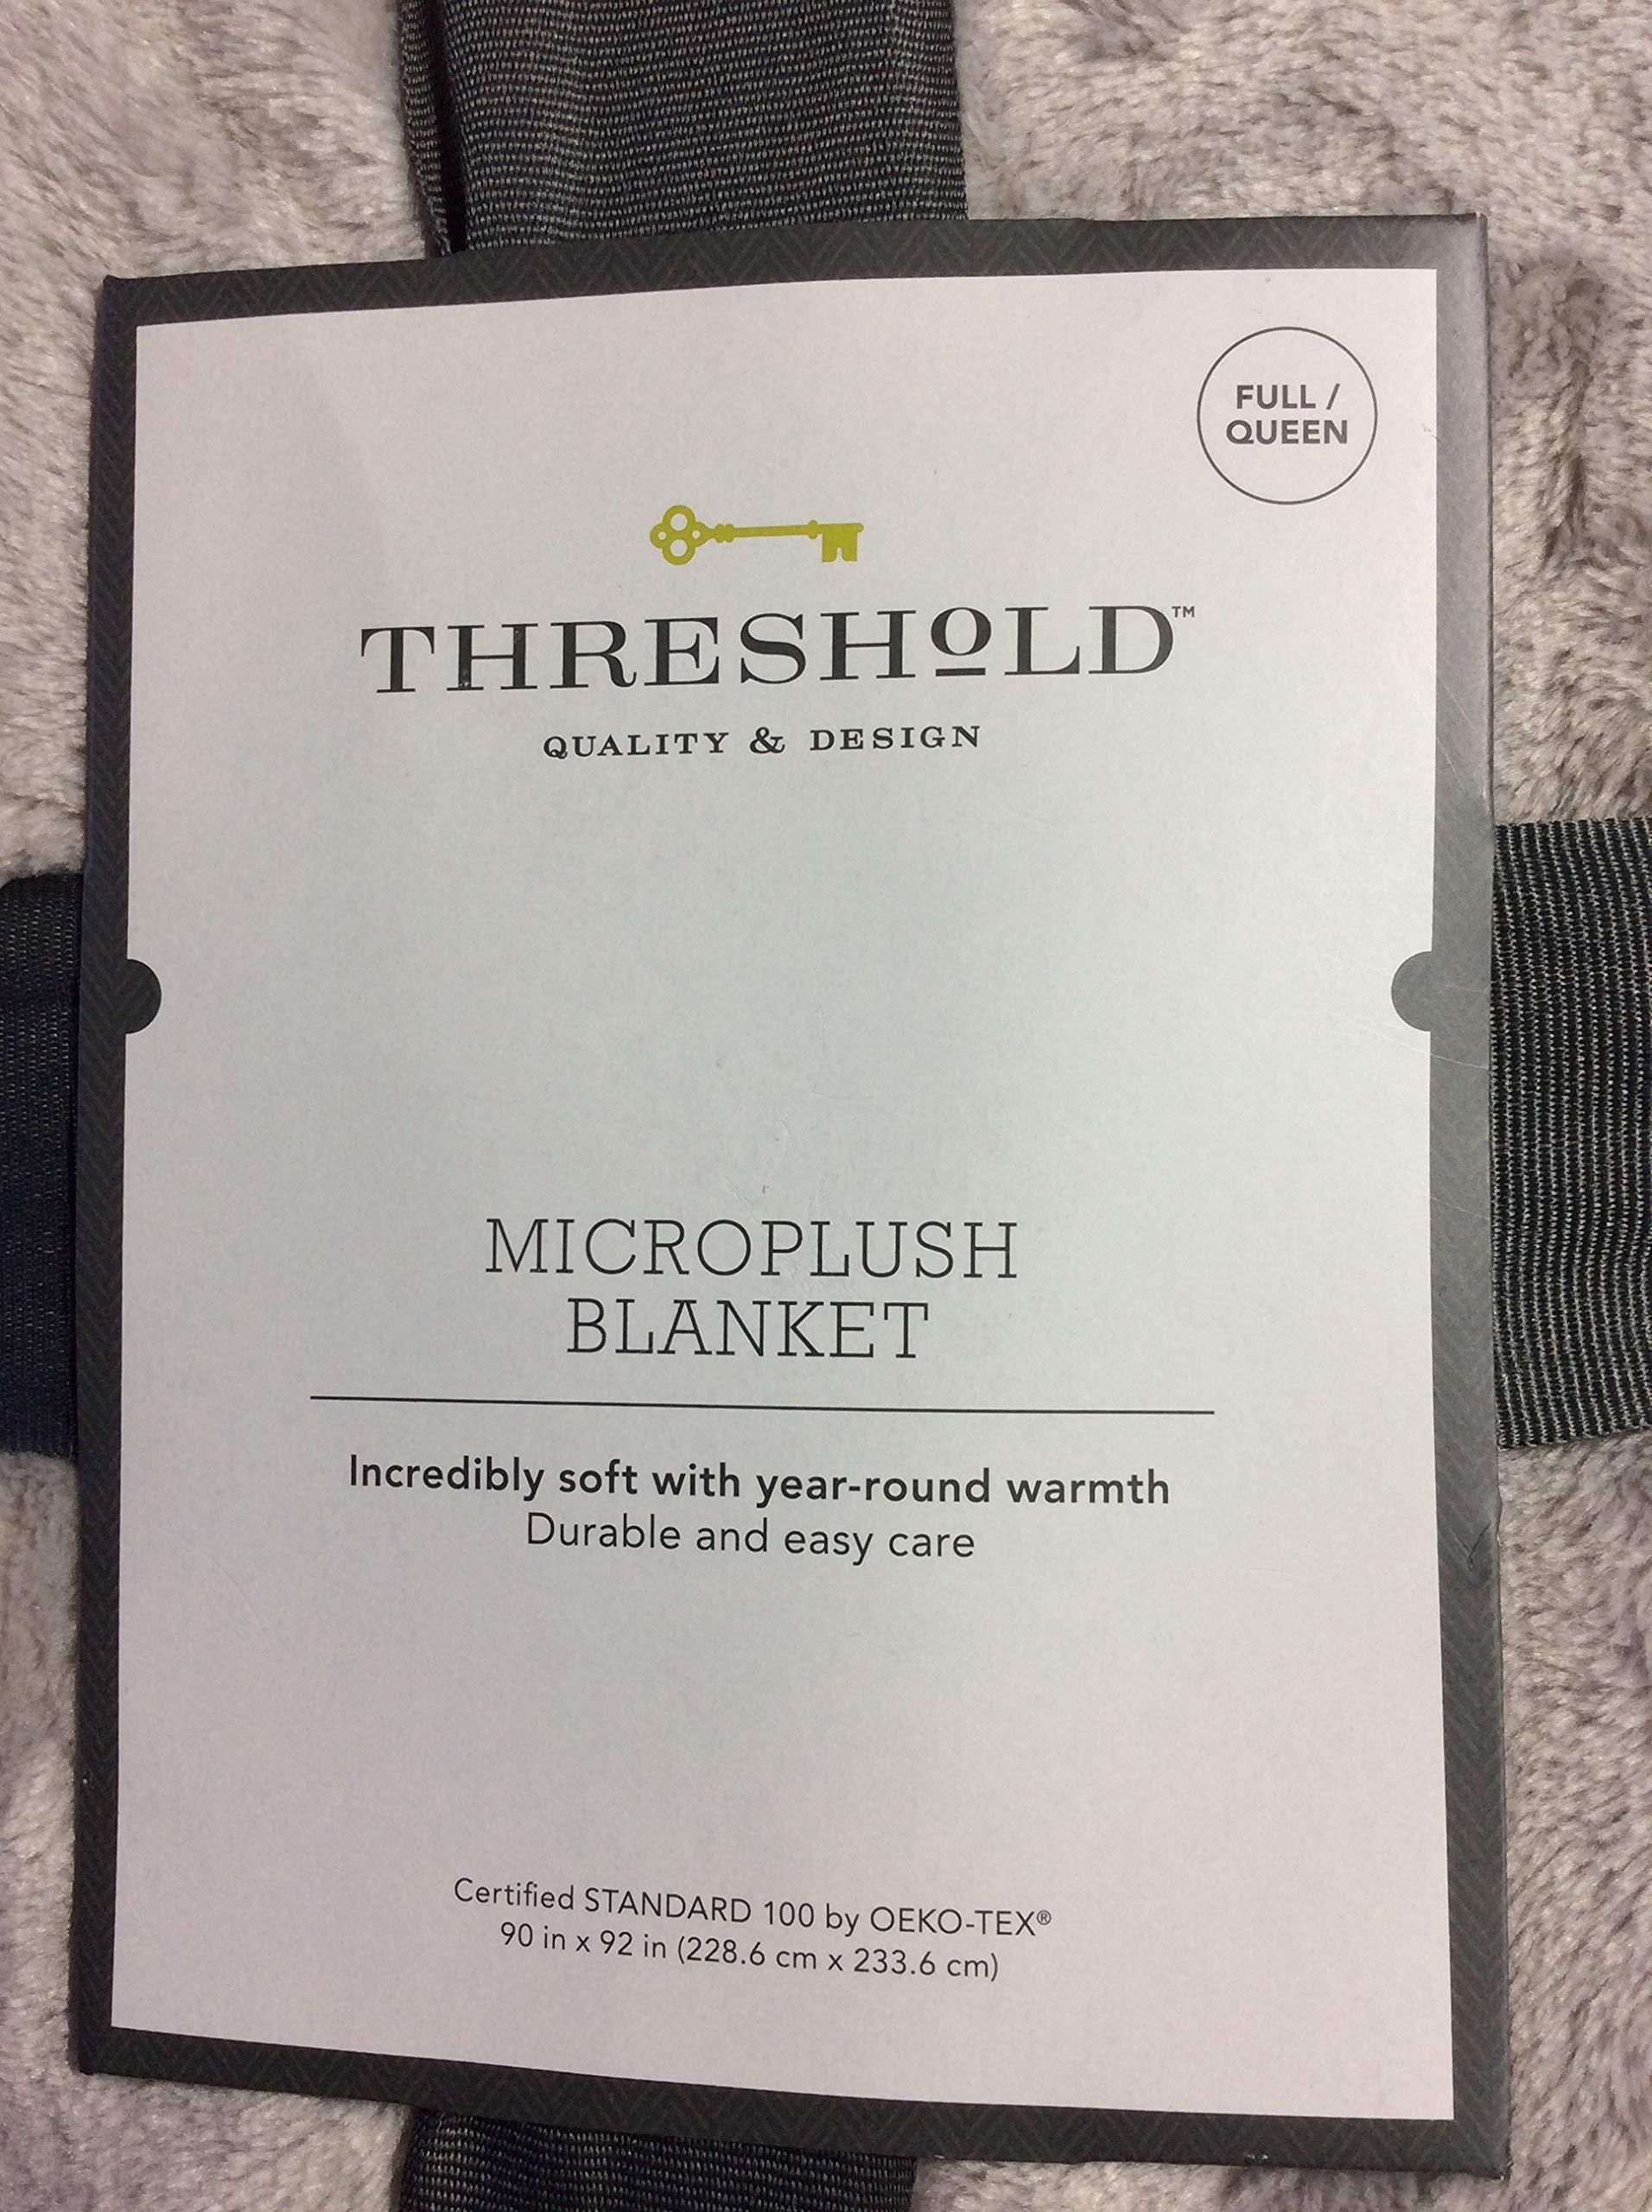 FULL /
QUEEN
THRESHOLD™
QUALITY & DESIGN
MICROPLUSH
BLANKET
Incredibly soft with year-round warmth
Durable and easy care
Certified STANDARD 100 by OEKO-TEX®
90 in x 92 in (228.6 cm x 233.6 cm)